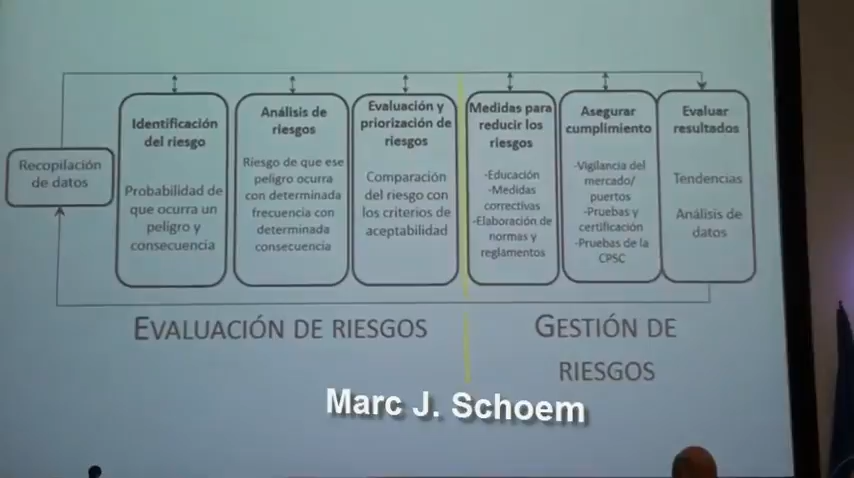 Recopilación
de datos
Identificación
del riesgo
Probabilidad de
que ocurra un
peligro y
consecuencia
Análisis de
riesgos
Riesgo de que ese
peligro ocurra
con determinada
frecuencia con
determinada
consecuencia
Evaluación y
priorización de
riesgos
Comparación
del riesgo con
los criterios de
aceptabilidad
Medidas para
reducir los
riesgos
-Educación
-Medidas
correctivas
-Elaboración de
normas y
reglamentos
Asegurar
cumplimiento
-Vigilancia del
mercado/
puertos
-Pruebas y
certificación
-Pruebas de la
CPSC
Evaluar
resultados
Tendencias
Análisis de
datos
EVALUACIÓN DE RIESGOS
GESTIÓN DE
RIESGOS
Marc J. Schoem